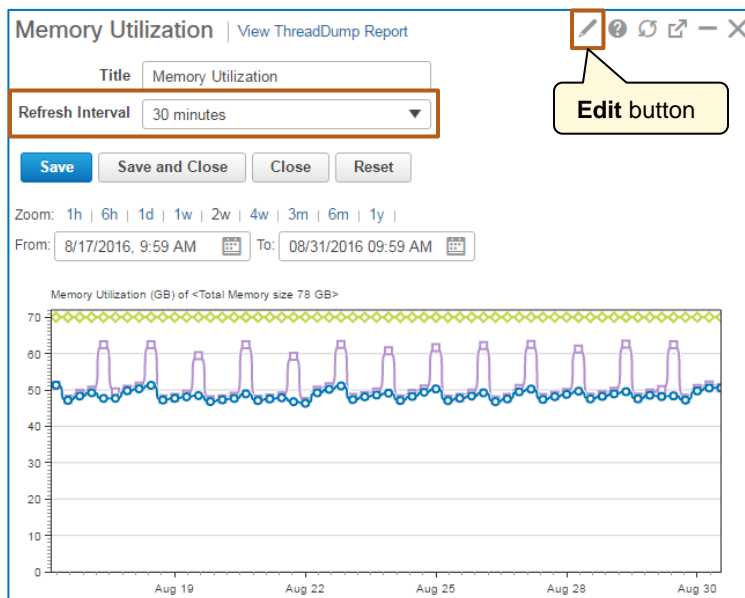 Memory Utilization | View ThreadDump Report
Edit button
Title Memory Utilization
Refresh Interval 30 minutes
Save Save and Close Close Reset
Zoom: 1h | 6h | 1d | 1w | 2w | 4w | 3m | 6m | 1y |
From: 8/17/2016, 9:59 AM To: 08/31/2016 09:59 AM
Memory Utilization (GB) of <Total Memory size 78 GB>
70
60
50
40
30
20
10
0
Aug 19 Aug 22 Aug 25 Aug 28 Aug 30